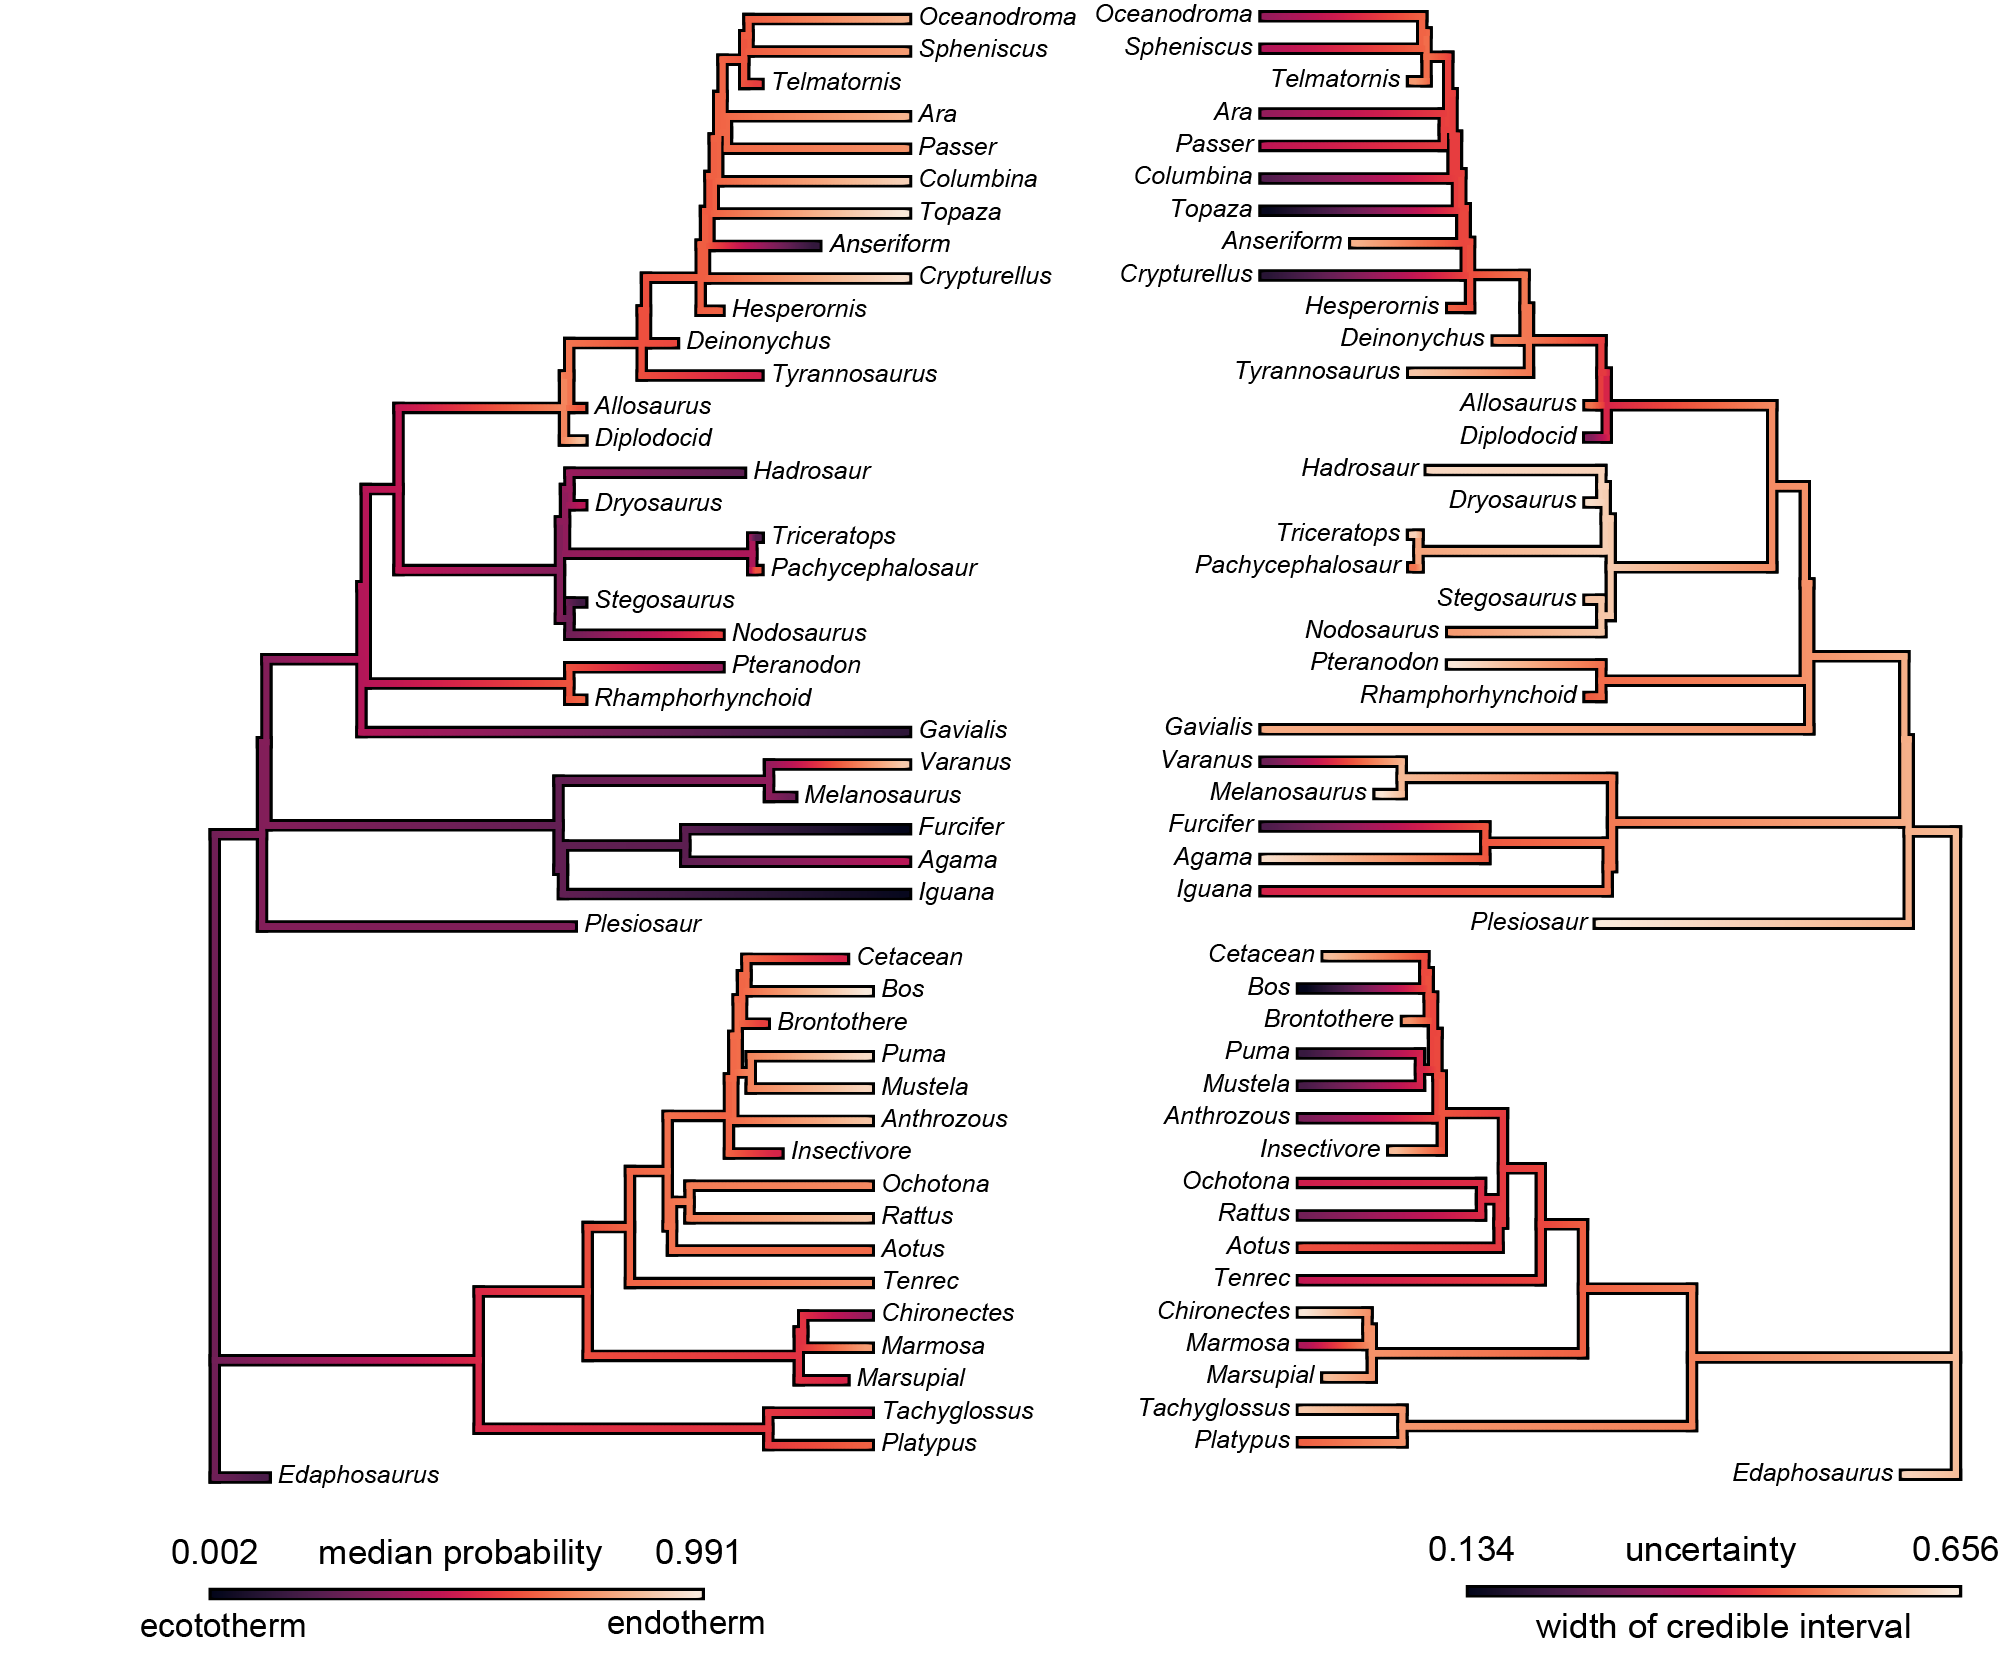 Oceanodroma
Spheniscus
Telmatornis
Ara
Passer
Columbina
Topaza
Anseriform
Crypturellus
Hesperornis
Deinonychus
Tyrannosaurus
Allosaurus
Diplodocid
Hadrosaur
Dryosaurus
Triceratops
Pachycephalosaur
Stegosaurus
Nodosaurus
Pteranodon
Rhamphorhynchoid
Gavialis
Varanus
Melanosaurus
Furcifer
Agama
Iguana
Plesiosaur
Cetacean
Bos
Brontothere
Puma
Mustela
Anthrozous
Insectivore
Ochotona
Rattus
Aotus
Tenrec
Chironectes
Marmosa
Marsupial
Tachyglossus
Platypus
Edaphosaurus
0.002 median probability 0.991
ecototherm endotherm
Oceanodroma
Spheniscus
Telmatornis
Ara
Passer
Columbina
Topaza
Anseriform
Crypturellus
Hesperornis
Deinonychus
Tyrannosaurus
Allosaurus
Diplodocid
Hadrosaur
Dryosaurus
Triceratops
Pachycephalosaur
Stegosaurus
Nodosaurus
Pteranodon
Rhamphorhynchoid
Gavialis
Varanus
Melanosaurus
Furcifer
Agama
Iguana
Plesiosaur
Cetacean
Bos
Brontothere
Puma
Mustela
Anthrozous
Insectivore
Ochotona
Rattus
Aotus
Tenrec
Chironectes
Marmosa
Marsupial
Tachyglossus
Platypus
Edaphosaurus
0.134 uncertainty 0.656
width of credible interval